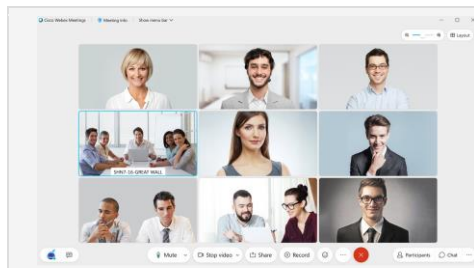 Cisco Webex Meetings Meeting info Show menu bar
Layout
SHN7-16-GREAT WALL
Mute Stop video Share Record Participants Chat